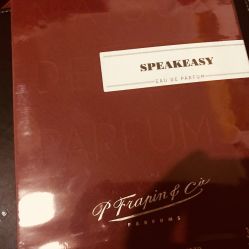 SPEAKEASY
EAU DE PARFUM
P. Frapin & Cie
PARFUMS